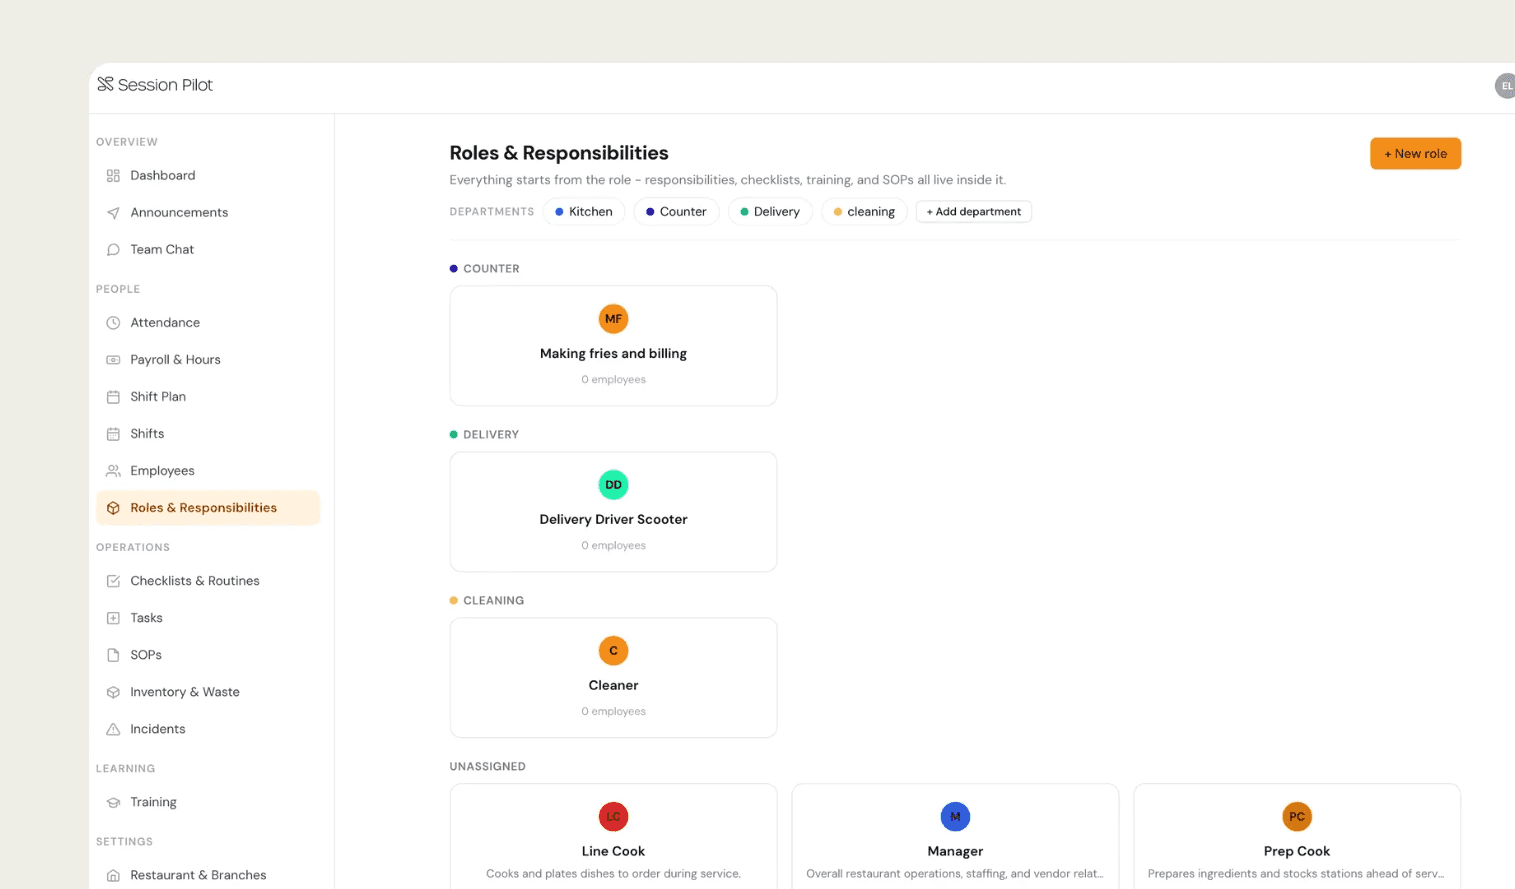 Session Pilot
EL
OVERVIEW
Dashboard
Announcements
Team Chat
PEOPLE
Attendance
Payroll & Hours
Shift Plan
Shifts
Employees
Roles & Responsibilities
OPERATIONS
Checklists & Routines
Tasks
SOPs
Inventory & Waste
Incidents
LEARNING
Training
SETTINGS
Restaurant & Branches
Roles & Responsibilities
+ New role
Everything starts from the role - responsibilities, checklists, training, and SOPs all live inside it.
DEPARTMENTS Kitchen Counter Delivery cleaning + Add department
COUNTER
MF
Making fries and billing
0 employees
DELIVERY
DD
Delivery Driver Scooter
0 employees
CLEANING
C
Cleaner
0 employees
UNASSIGNED
LC
Line Cook
Cooks and plates dishes to order during service.
M
Manager
Overall restaurant operations, staffing, and vendor relat...
PC
Prep Cook
Prepares ingredients and stocks stations ahead of serv...